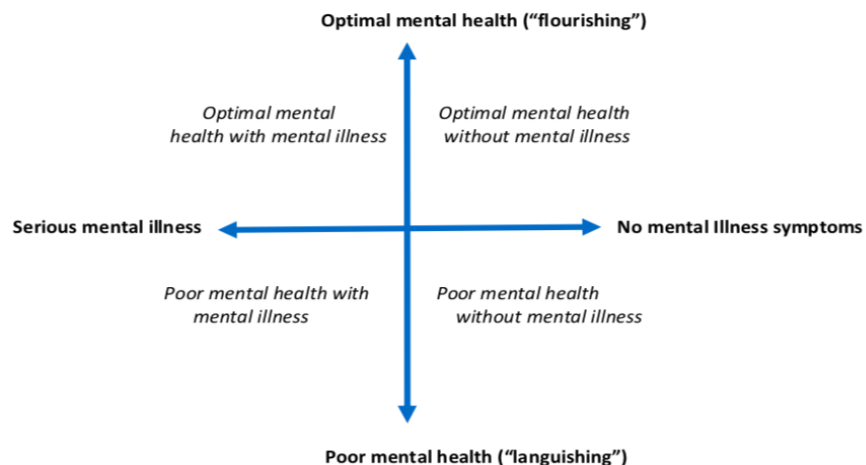 Optimal mental health (“flourishing”)
Optimal mental
health with mental illness
Optimal mental health
without mental illness
Serious mental illness
No mental Illness symptoms
Poor mental health with
mental illness
Poor mental health
without mental illness
Poor mental health (“languishing”)